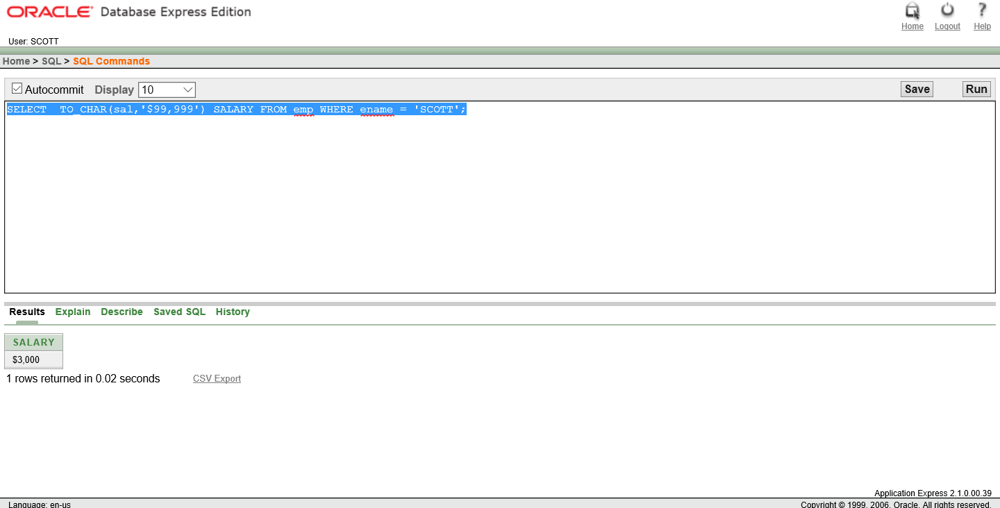 ORACLE® Database Express Edition
Home Logout Help
User: SCOTT
Home > SQL > SQL Commands
Autocommit Display 10 Save Run
SELECT  TO_CHAR(sal,'$99,999') SALARY FROM emp WHERE ename = 'SCOTT';
Results Explain Describe Saved SQL History
SALARY
$3,000
1 rows returned in 0.02 seconds CSV Export
Application Express 2.1.0.00.39
Language: en-us Copyright © 1999, 2006, Oracle. All rights reserved.